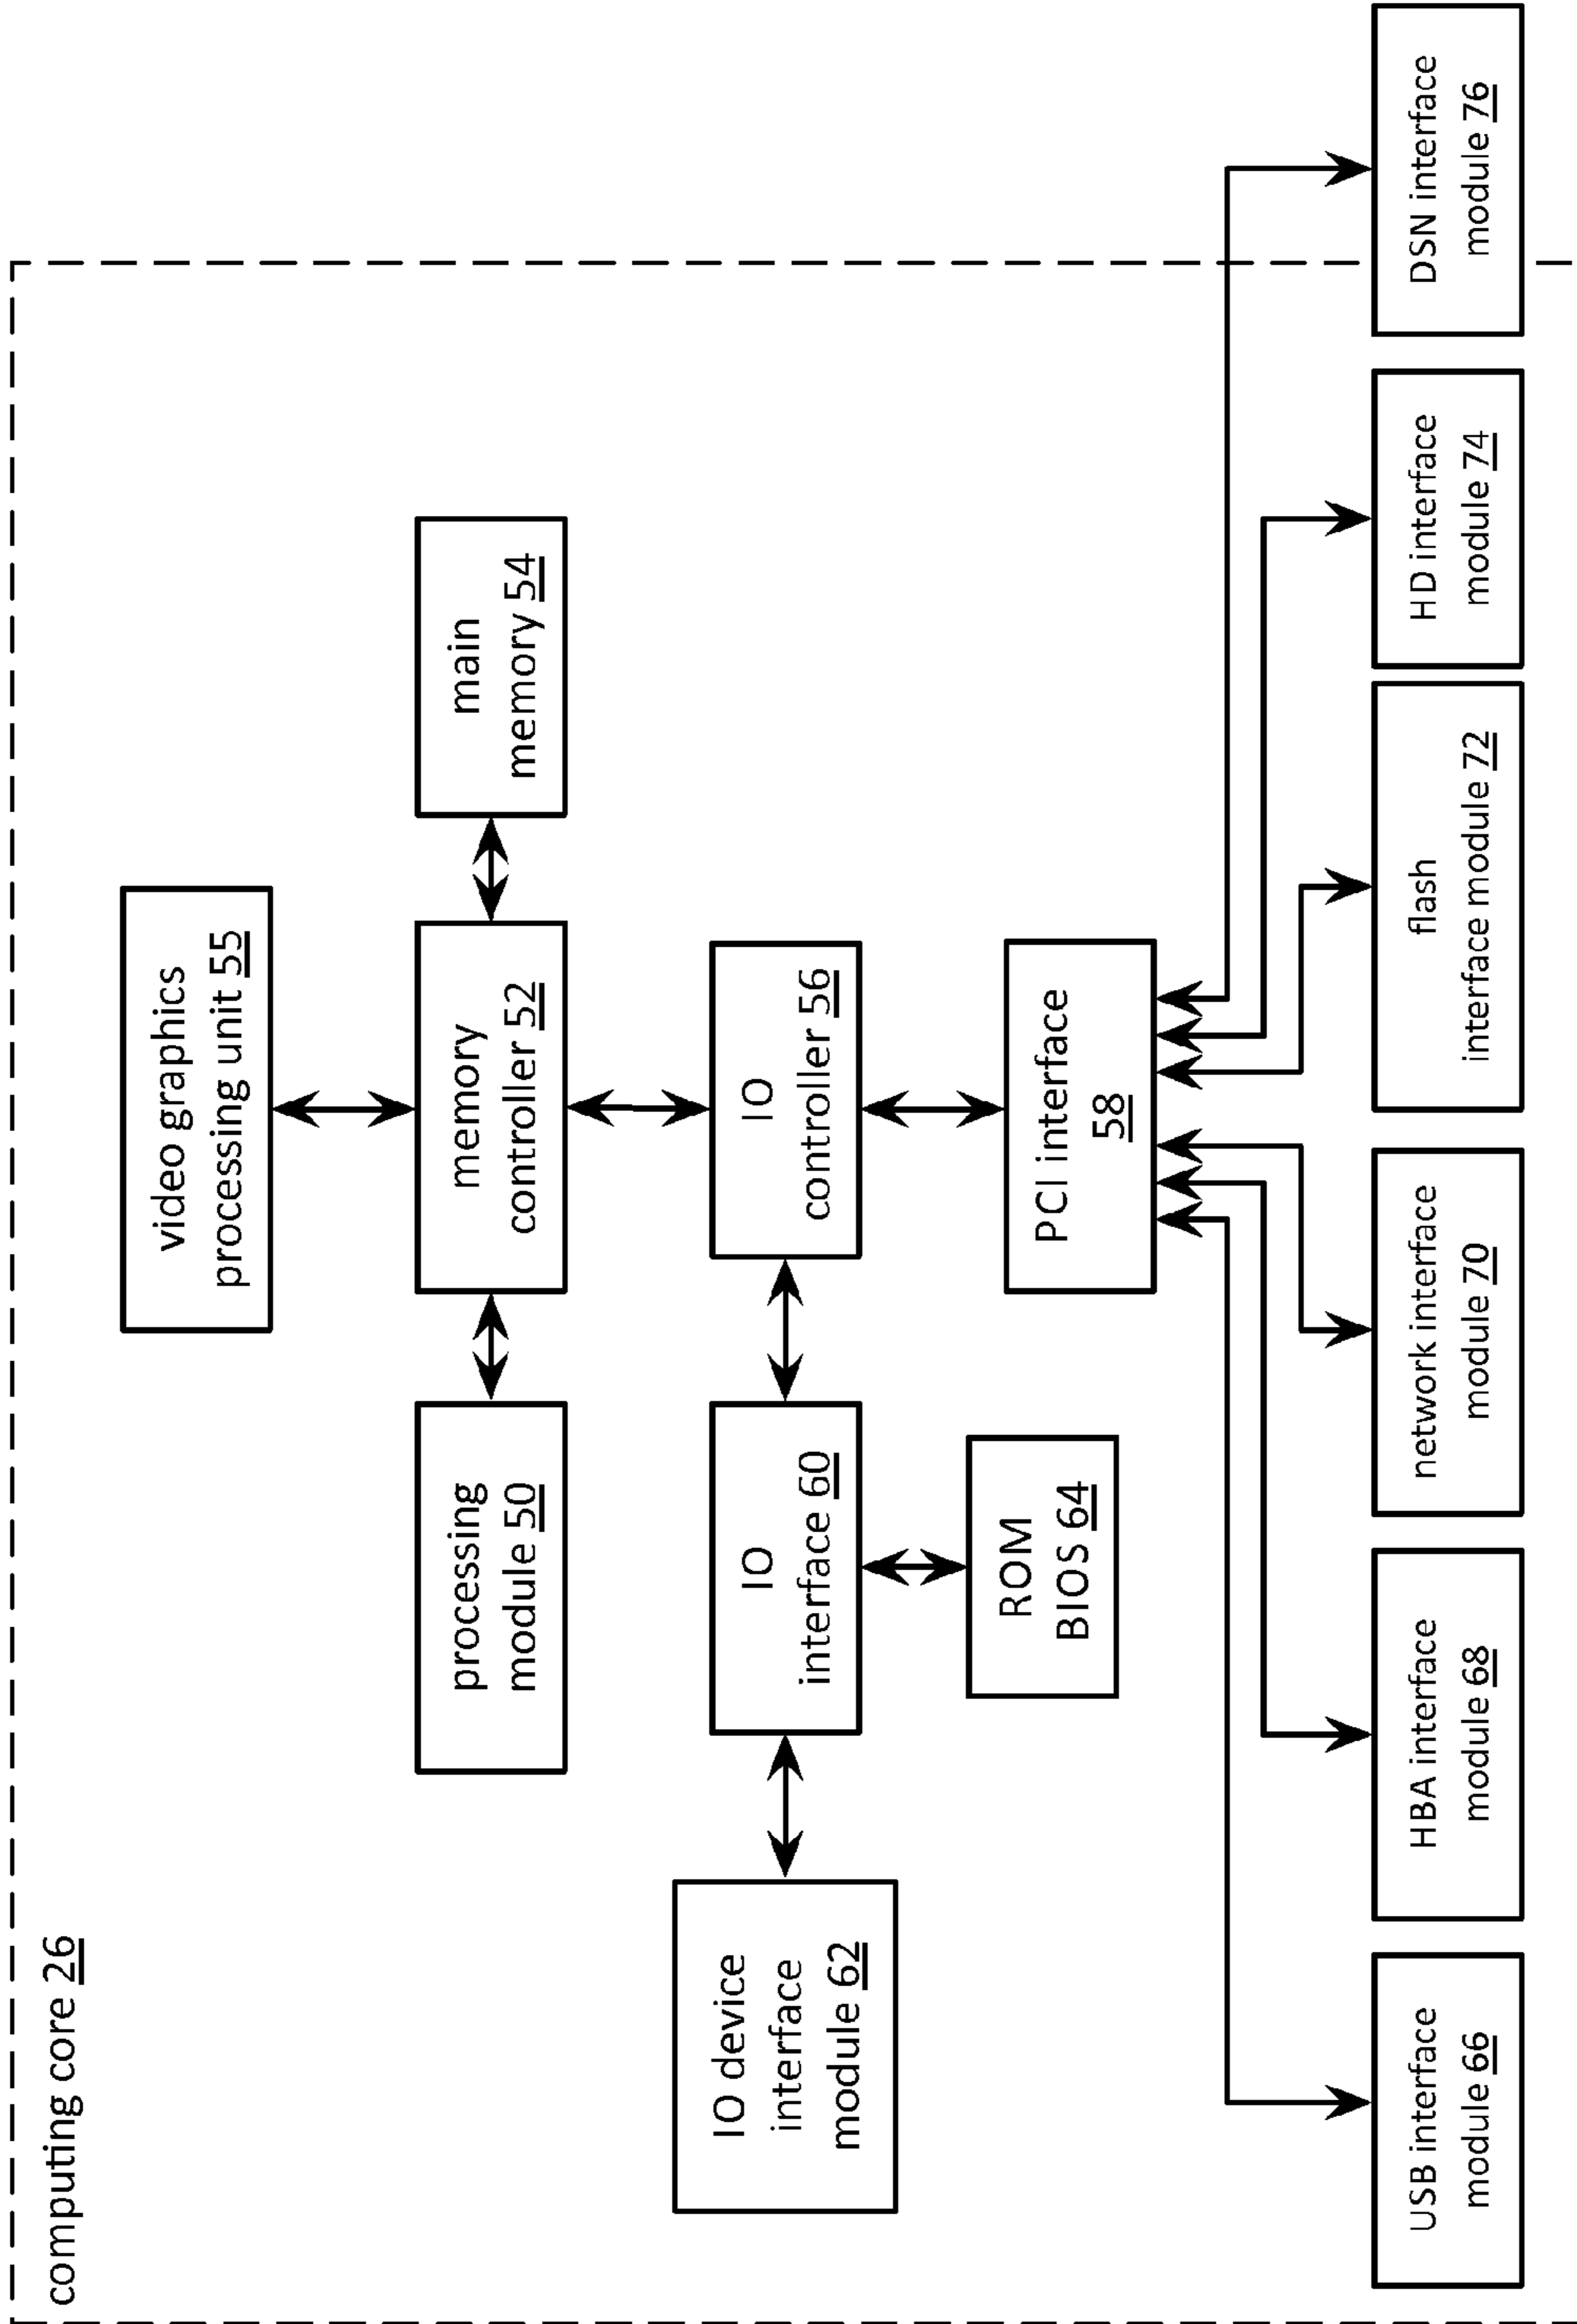 computing core 26
video graphics
processing unit 55
processing
module 50
memory
controller 52
main
memory 54
IO device
interface
module 62
IO
interface 60
IO
controller 56
ROM
BIOS 64
PCI interface
58
USB interface
module 66
HBA interface
module 68
network interface
module 70
flash
interface module 72
HD interface
module 74
DSN interface
module 76